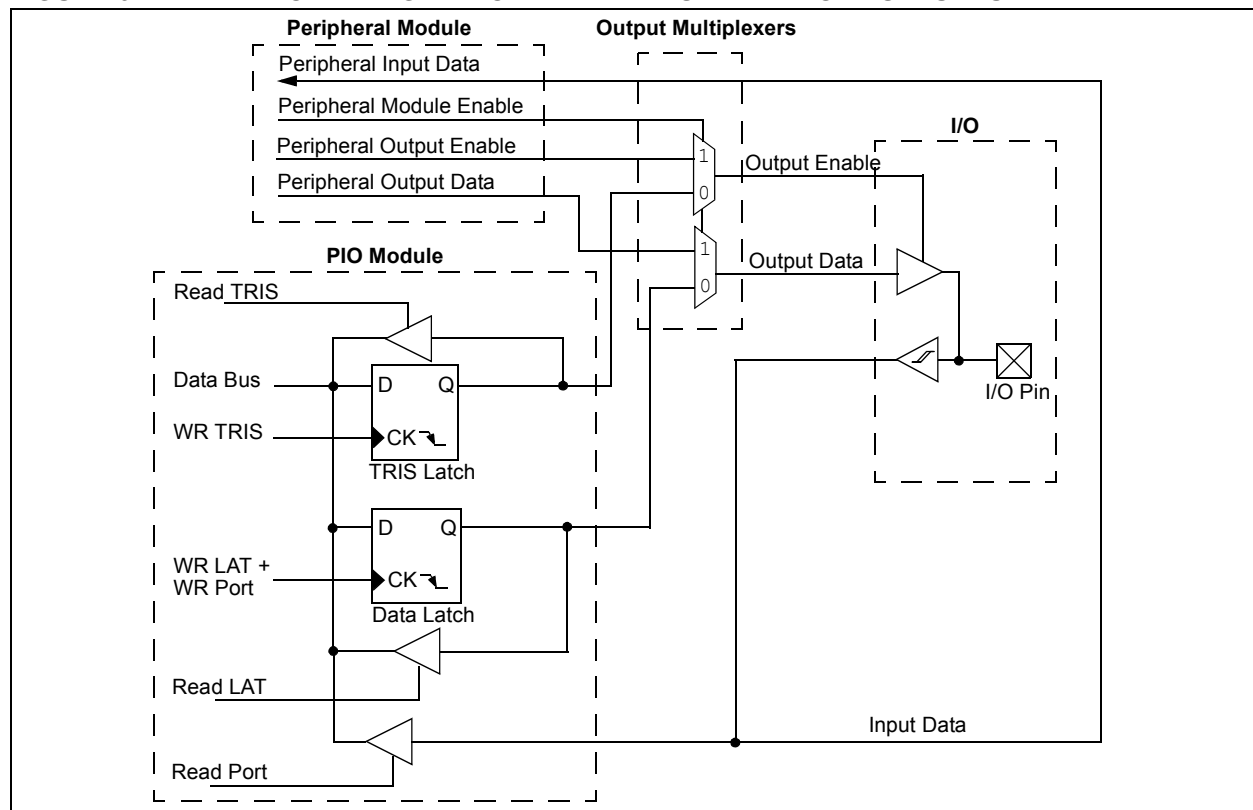 Peripheral Module
Output Multiplexers
Peripheral Input Data
Peripheral Module Enable
I/O
Peripheral Output Enable
1
Output Enable
Peripheral Output Data
0
PIO Module
1
Output Data
0
Read TRIS
Data Bus
D
Q
I/O Pin
WR TRIS
CK
TRIS Latch
D
Q
WR LAT +
WR Port
CK
Data Latch
Read LAT
Input Data
Read Port